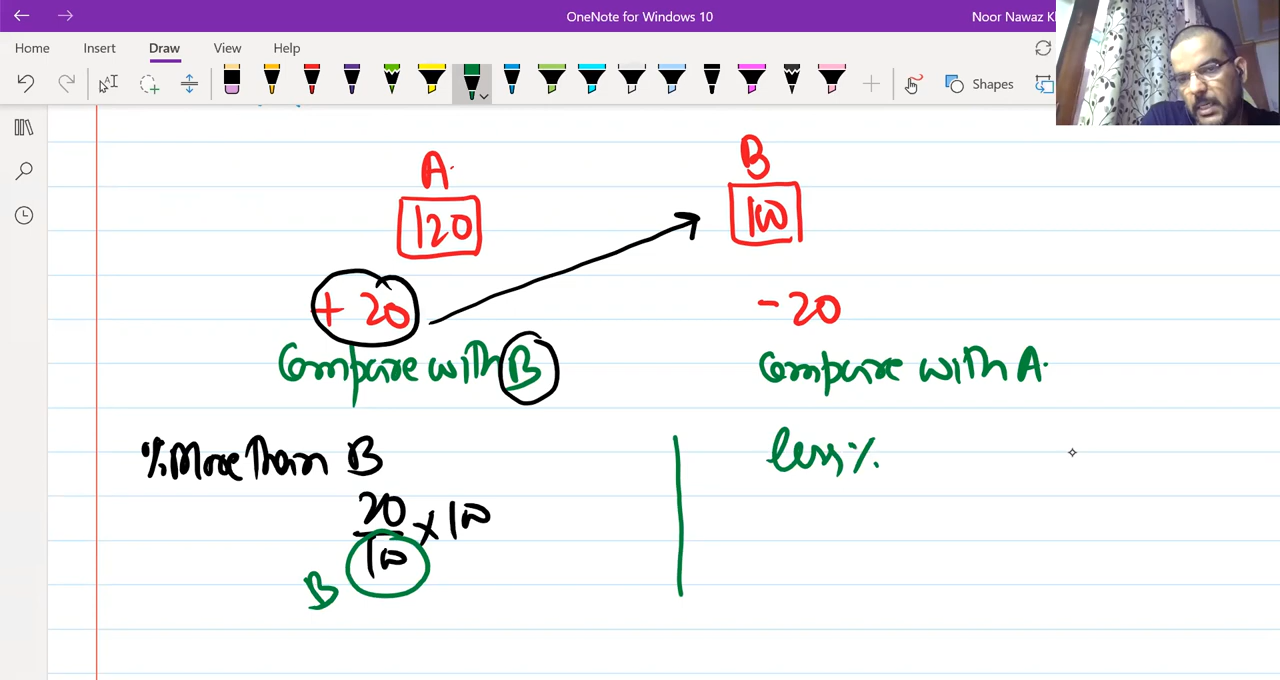 OneNote for Windows 10
Noor Nawaz Kh
Home Insert Draw View Help
Shapes
A. B
120 100
+ 20 - 20
Compare with B Compare with A.
% More Than B less %
20
100 × 100
B